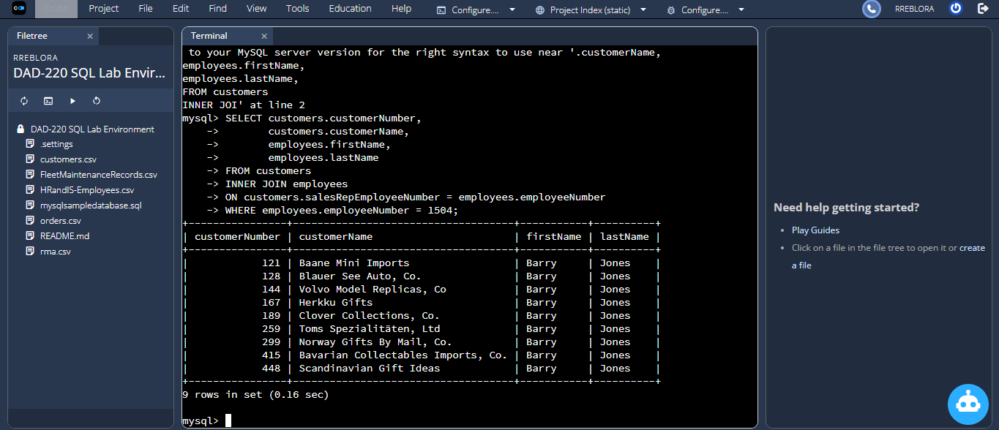 Codio Project File Edit Find View Tools Education Help Configure.... Project Index (static) Configure.... RREBLORA
Filetree
RREBLORA
DAD-220 SQL Lab Envir...
DAD-220 SQL Lab Environment
.settings
customers.csv
FleetMaintenanceRecords.csv
HRandIS-Employees.csv
mysqlsampledatabase.sql
orders.csv
README.md
rma.csv
Terminal
 to your MySQL server version for the right syntax to use near '.customerName,
employees.firstName,
employees.lastName,
FROM customers
INNER JOI' at line 2
mysql> SELECT customers.customerNumber,
    ->        customers.customerName,
    ->        employees.firstName,
    ->        employees.lastName
    -> FROM customers
    -> INNER JOIN employees
    -> ON customers.salesRepEmployeeNumber = employees.employeeNumber
    -> WHERE employees.employeeNumber = 1504;
+----------------+------------------------------------+-----------+----------+
| customerNumber | customerName                       | firstName | lastName |
+----------------+------------------------------------+-----------+----------+
|            121 | Baane Mini Imports                 | Barry     | Jones    |
|            128 | Blauer See Auto, Co.               | Barry     | Jones    |
|            144 | Volvo Model Replicas, Co           | Barry     | Jones    |
|            167 | Herkku Gifts                       | Barry     | Jones    |
|            189 | Clover Collections, Co.            | Barry     | Jones    |
|            259 | Toms Spezialitäten, Ltd            | Barry     | Jones    |
|            299 | Norway Gifts By Mail, Co.          | Barry     | Jones    |
|            415 | Bavarian Collectables Imports, Co. | Barry     | Jones    |
|            448 | Scandinavian Gift Ideas            | Barry     | Jones    |
+----------------+------------------------------------+-----------+----------+
9 rows in set (0.16 sec)
mysql>
Need help getting started?
Play Guides
Click on a file in the file tree to open it or create
a file